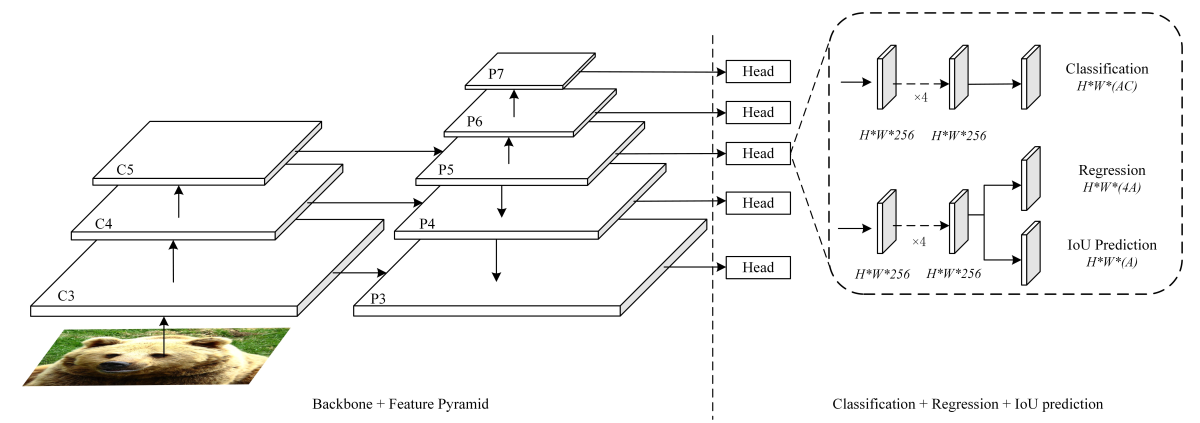 P7
Head
Classification
H*W*(AC)
P6
Head
×4
H*W*256
H*W*256
C5
P5
Head
Regression
H*W*(4A)
C4
P4
Head
×4
IoU Prediction
H*W*(A)
H*W*256
H*W*256
C3
P3
Head
Backbone + Feature Pyramid
Classification + Regression + IoU prediction